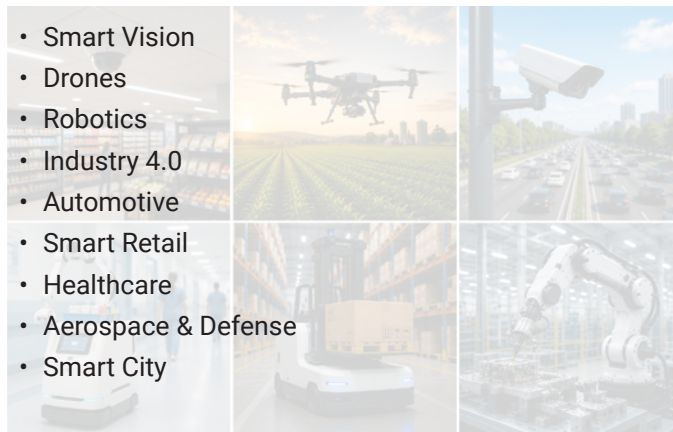 • Smart Vision
• Drones
• Robotics
• Industry 4.0
• Automotive
• Smart Retail
• Healthcare
• Aerospace & Defense
• Smart City